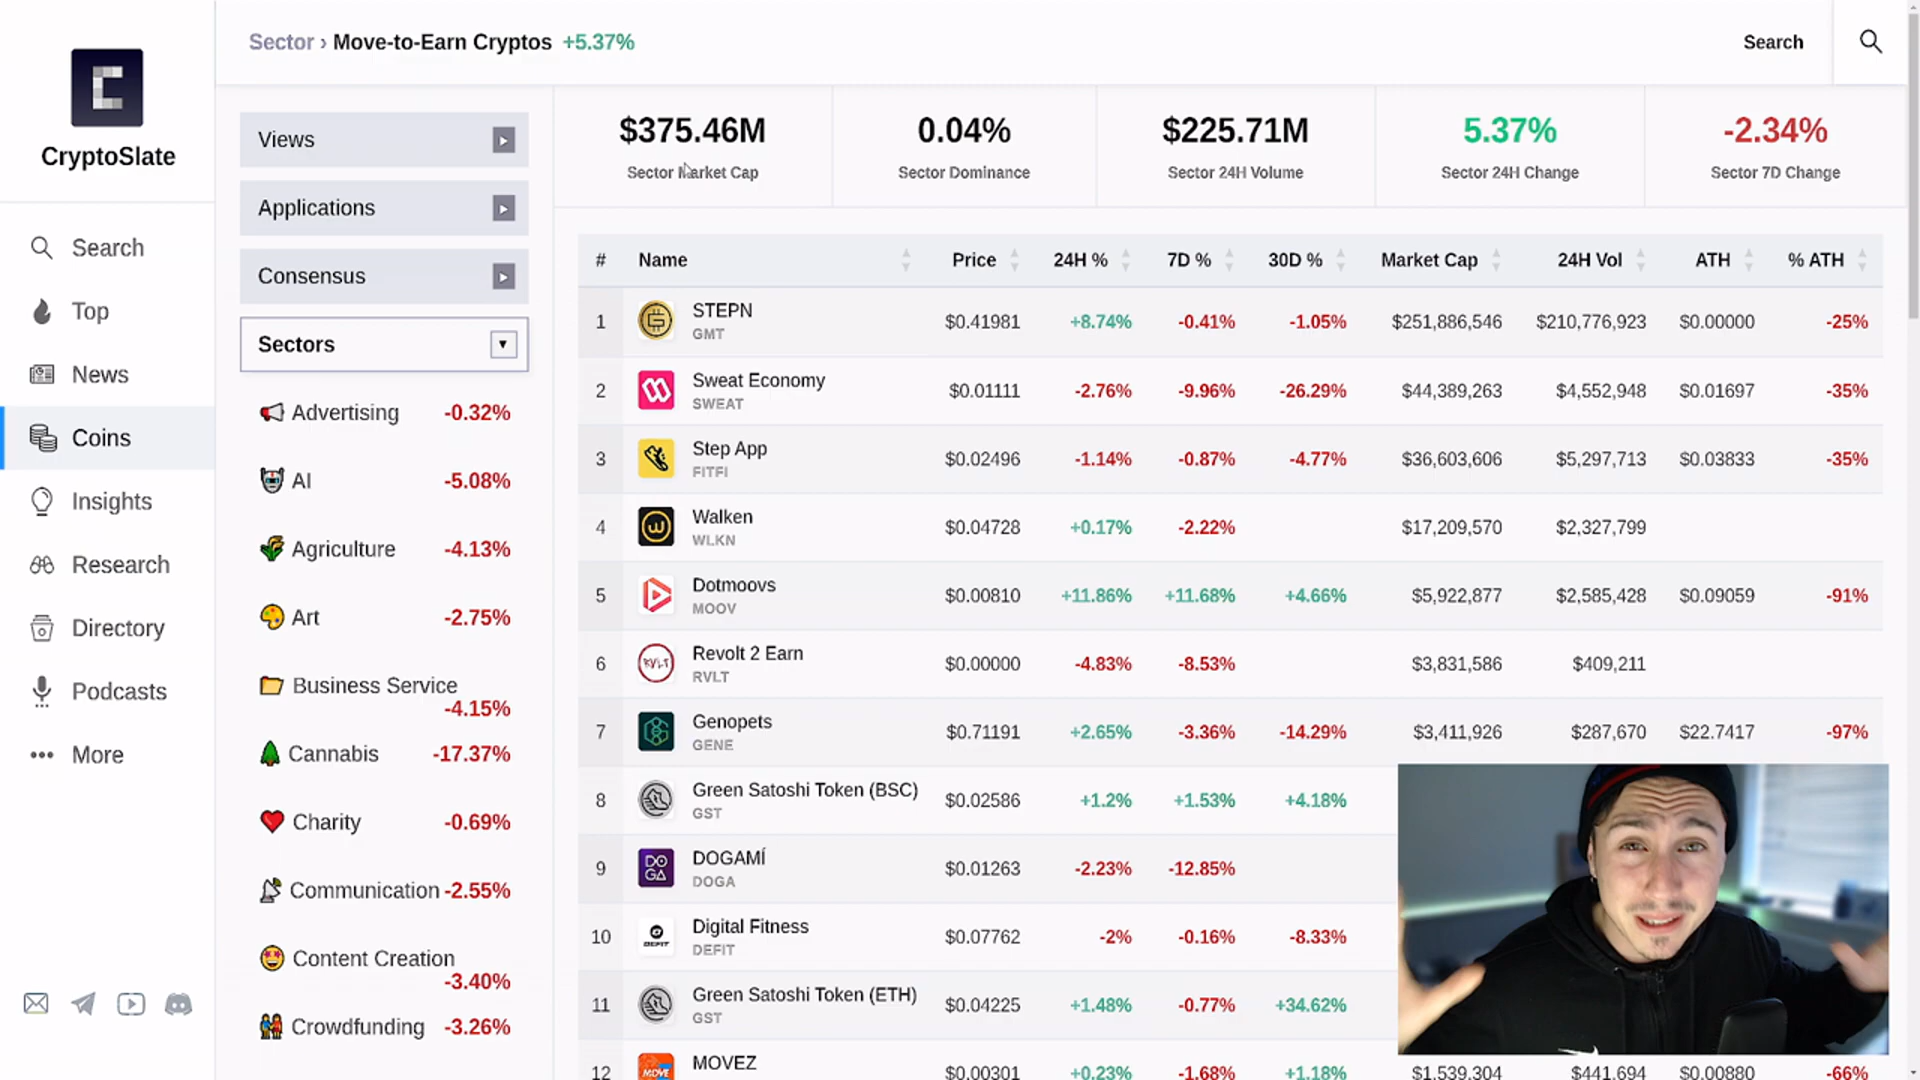 CryptoSlate
Search
Top
News
Coins
Insights
Research
Directory
Podcasts
More
Sector › Move-to-Earn Cryptos +5.37%
Search
Views
Applications
Consensus
Sectors
Advertising -0.32%
AI -5.08%
Agriculture -4.13%
Art -2.75%
Business Service
-4.15%
Cannabis -17.37%
Charity -0.69%
Communication -2.55%
Content Creation
-3.40%
Crowdfunding -3.26%
$375.46M
Sector Market Cap
0.04%
Sector Dominance
$225.71M
Sector 24H Volume
5.37%
Sector 24H Change
-2.34%
Sector 7D Change
# Name Price 24H % 7D % 30D % Market Cap 24H Vol ATH % ATH
1 STEPN $0.41981 +8.74% -0.41% -1.05% $251,886,546 $210,776,923 $0.00000 -25%
GMT
2 Sweat Economy $0.01111 -2.76% -9.96% -26.29% $44,389,263 $4,552,948 $0.01697 -35%
SWEAT
3 Step App $0.02496 -1.14% -0.87% -4.77% $36,603,606 $5,297,713 $0.03833 -35%
FITFI
4 Walken $0.04728 +0.17% -2.22% $17,209,570 $2,327,799
WLKN
5 Dotmoovs $0.00810 +11.86% +11.68% +4.66% $5,922,877 $2,585,428 $0.09059 -91%
MOOV
6 RVLT Revolt 2 Earn $0.00000 -4.83% -8.53% $3,831,586 $409,211
RVLT
7 Genopets $0.71191 +2.65% -3.36% -14.29% $3,411,926 $287,670 $22.7417 -97%
GENE
8 Green Satoshi Token (BSC) $0.02586 +1.2% +1.53% +4.18%
GST
9 DOGA DOGAMÍ $0.01263 -2.23% -12.85%
DOGA
10 DEFIT Digital Fitness $0.07762 -2% -0.16% -8.33%
DEFIT
11 Green Satoshi Token (ETH) $0.04225 +1.48% -0.77% +34.62%
GST
12 MOVE MOVEZ $0.00301 +0.23% -1.68% +1.18% $1,539,304 $441,694 $0.00880 -66%